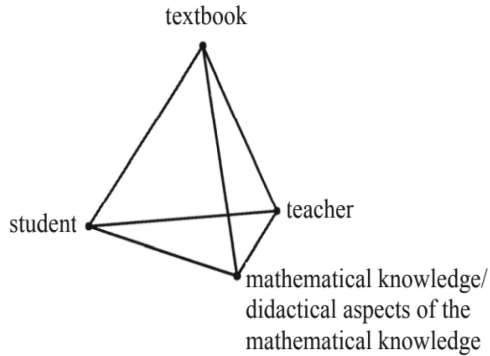 textbook
student
teacher
mathematical knowledge/
didactical aspects of the
mathematical knowledge